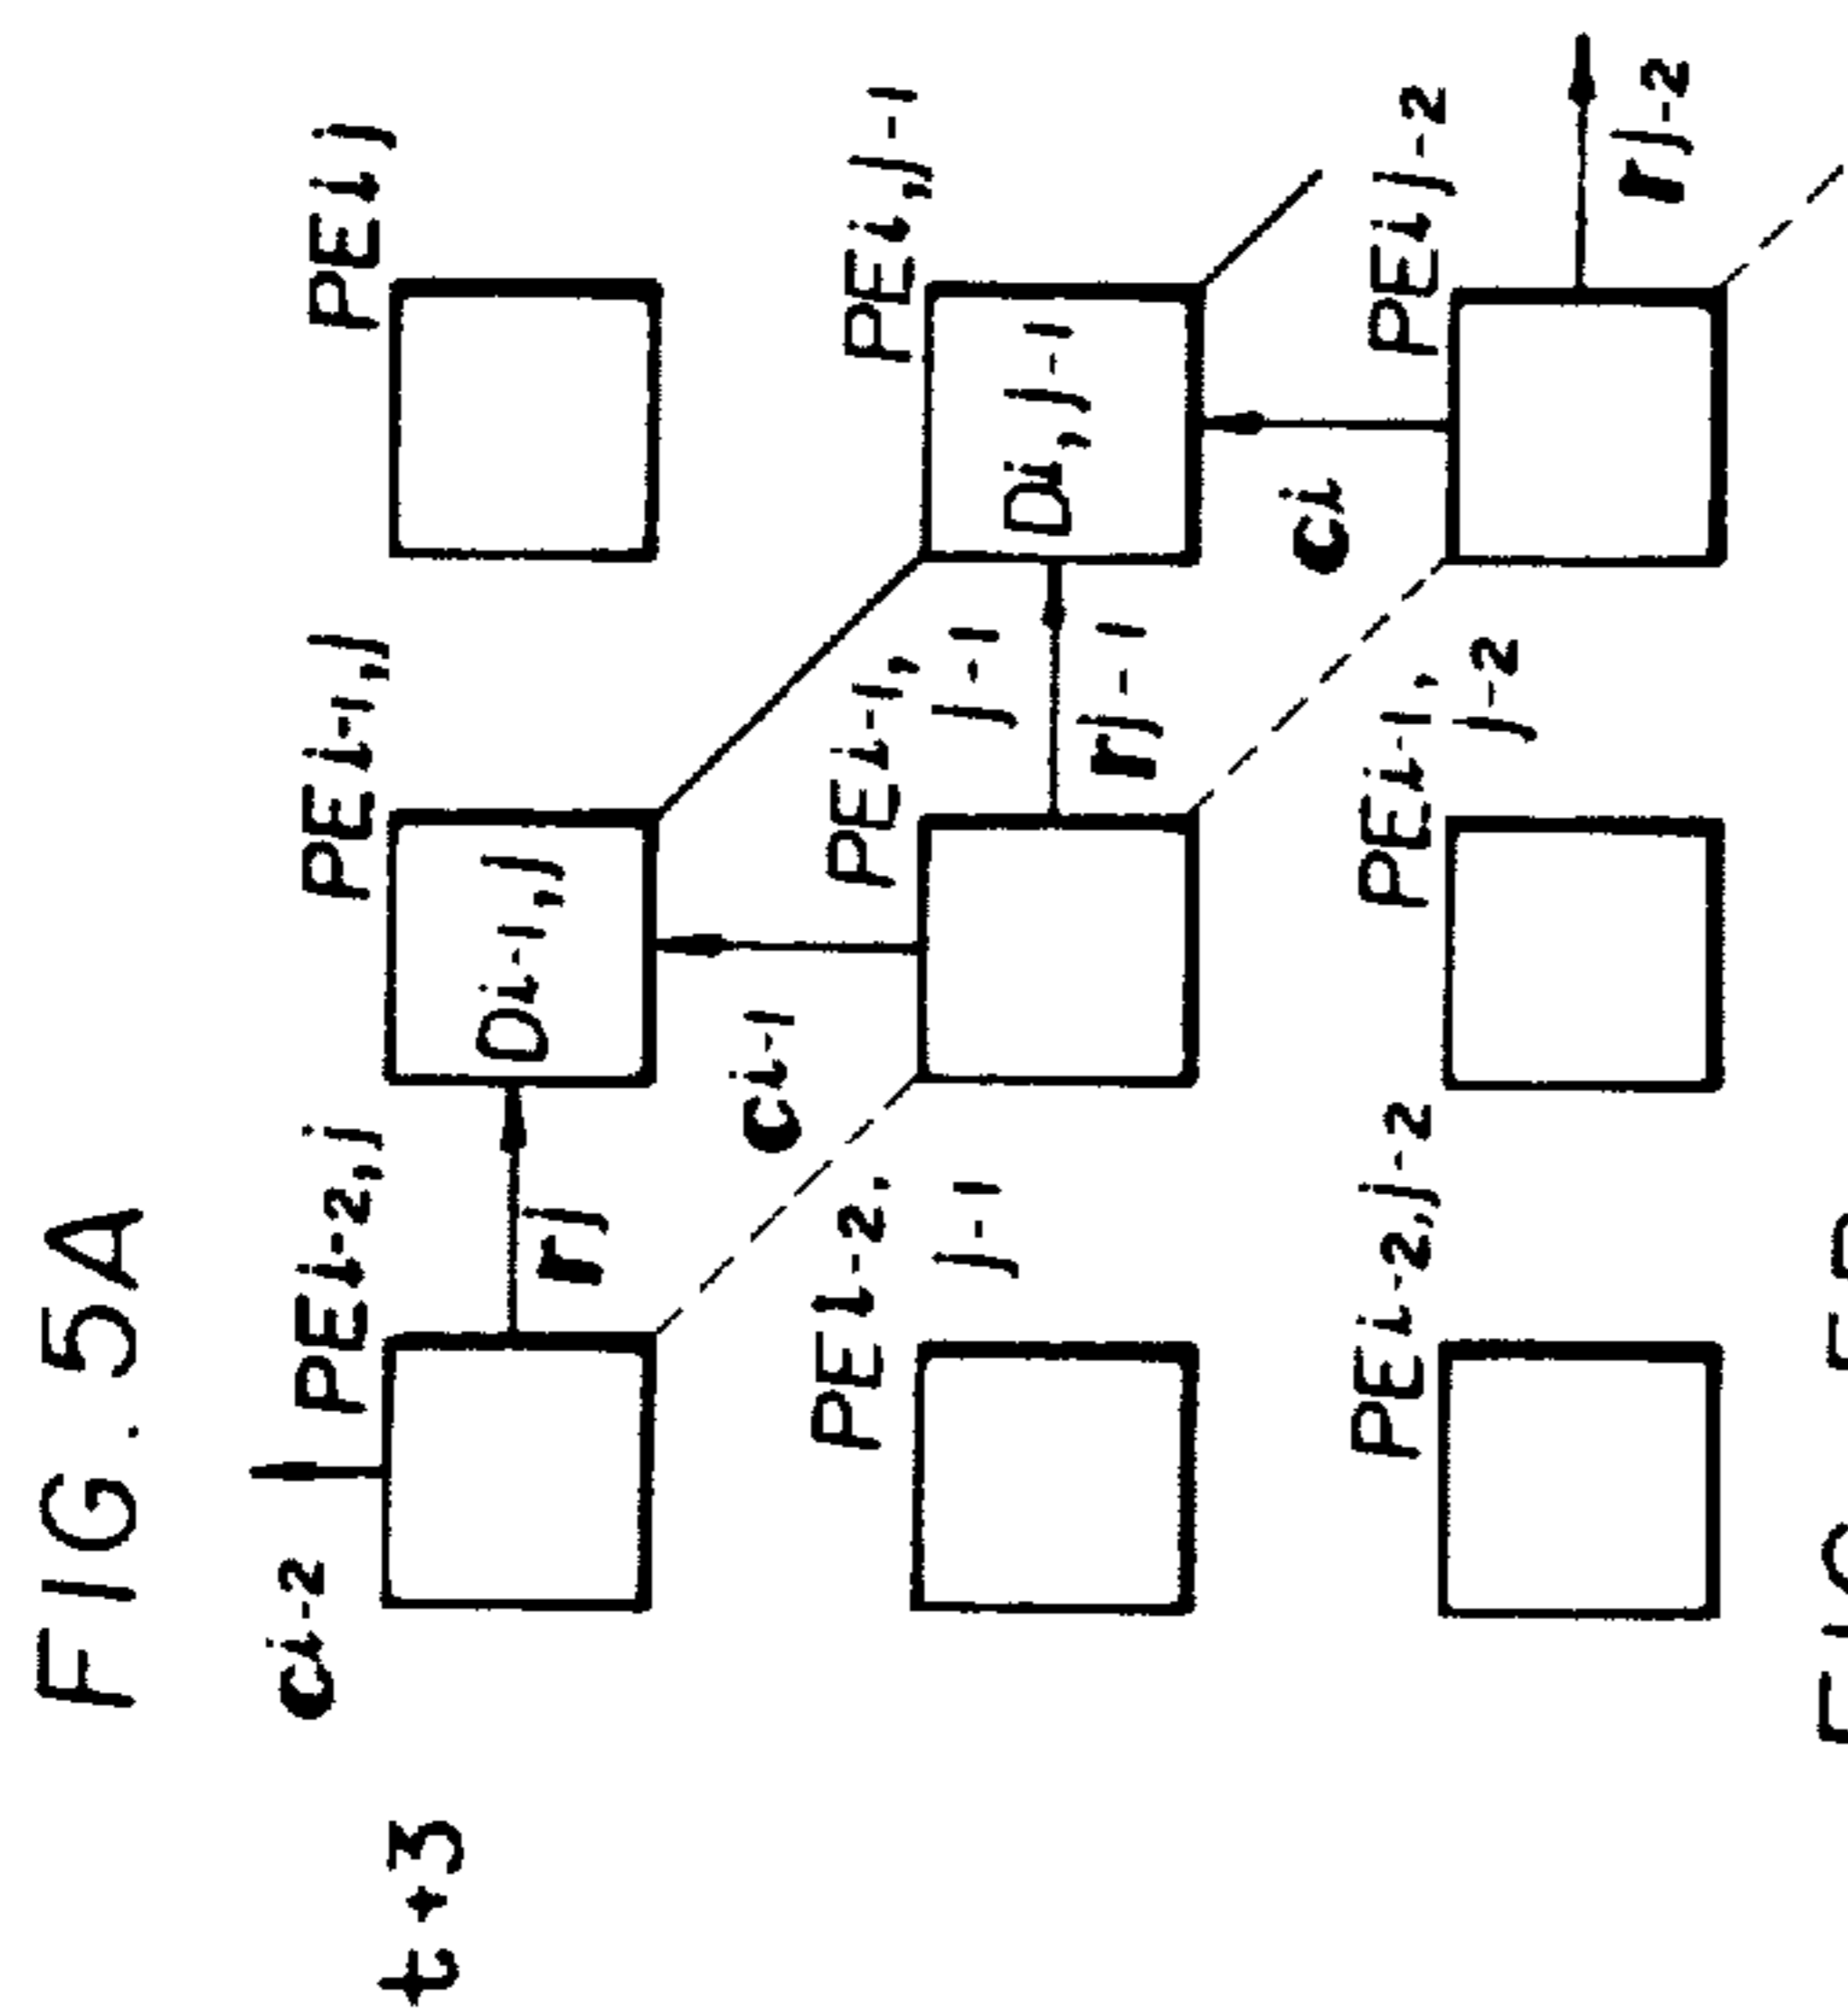 FIG. 5A
ci-2 PEi-2,j PEi-1,j PEij
t+3
Di-1,j
rj
ci-1
PEi-2, PEi-1, PEi,j-1
j-1 j-1
Di,j-1
rj-1
ci
PEi-2,j-2 PEi-1, PEij-2
j-2
rj-2